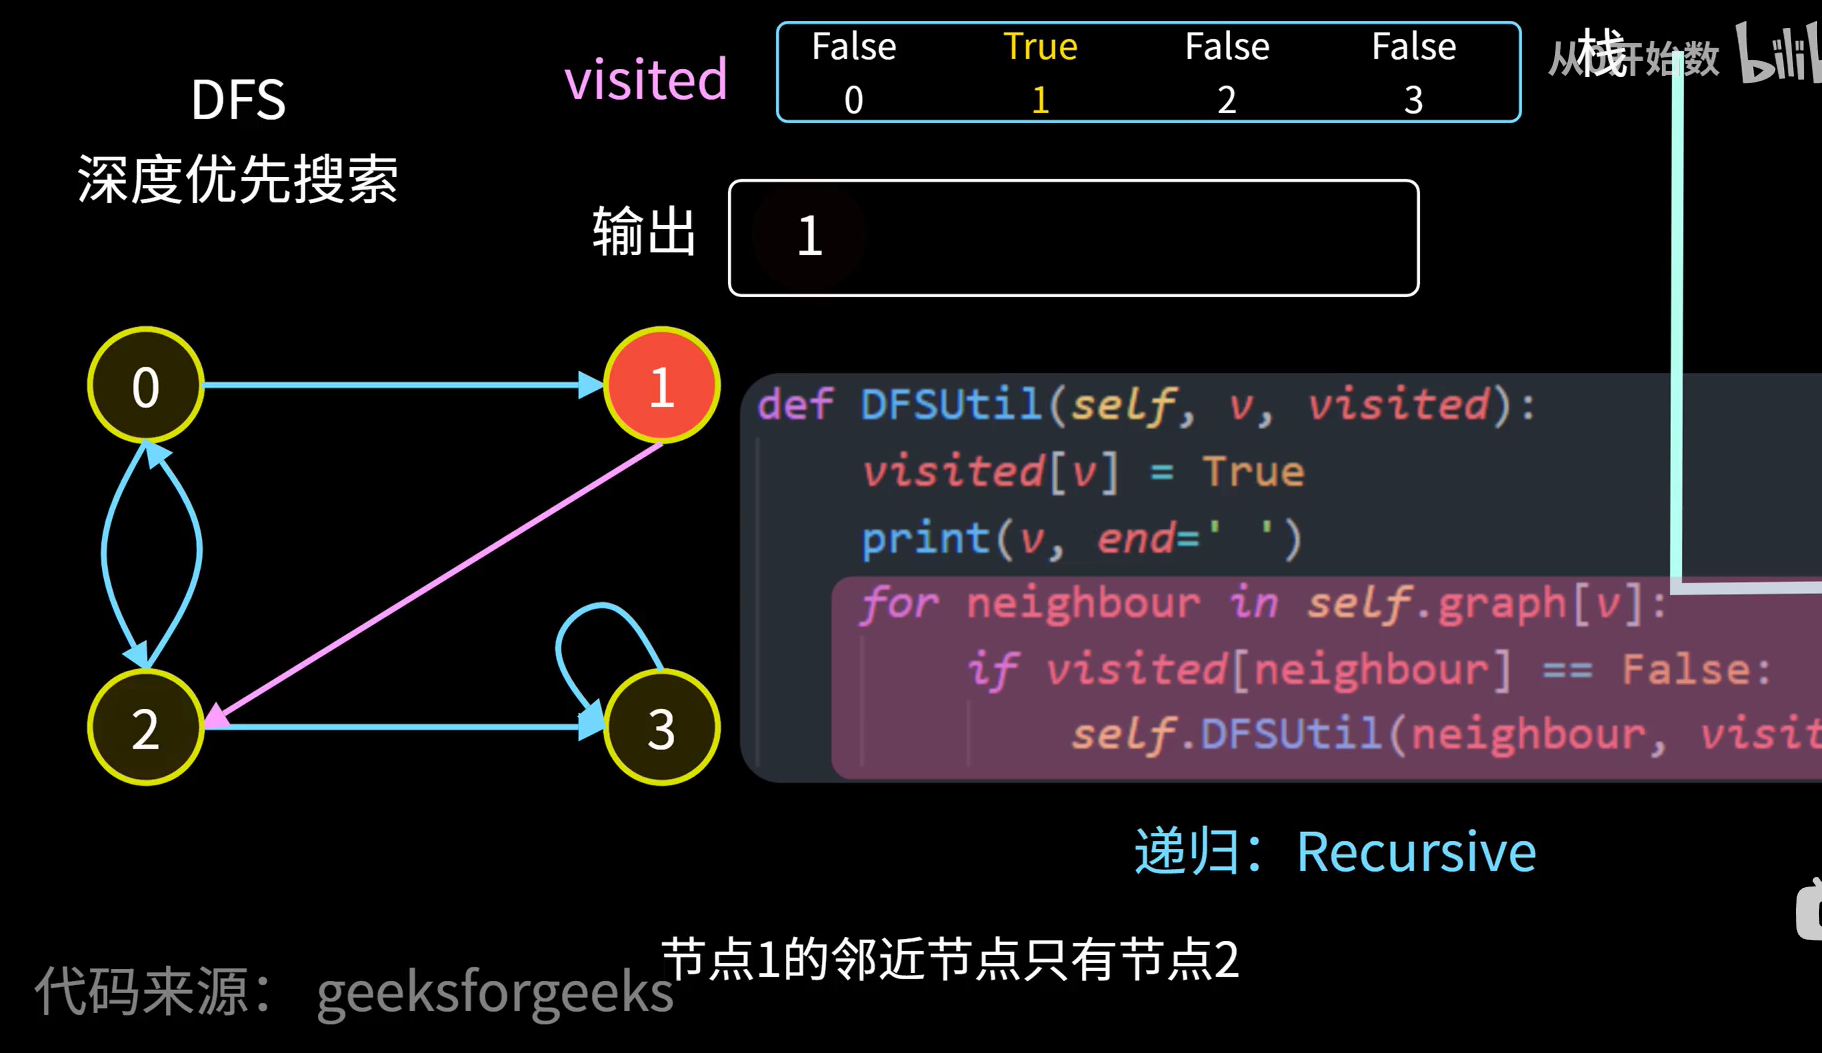 DFS
深度优先搜索
visited
False True False False
0 1 2 3
栈
从0开始数
输出
1
0
1
2
3
def DFSUtil(self, v, visited):
visited[v] = True
print(v, end=' ')
for neighbour in self.graph[v]:
if visited[neighbour] == False:
self.DFSUtil(neighbour, visit
递归：Recursive
节点1的邻近节点只有节点2
代码来源： geeksforgeeks